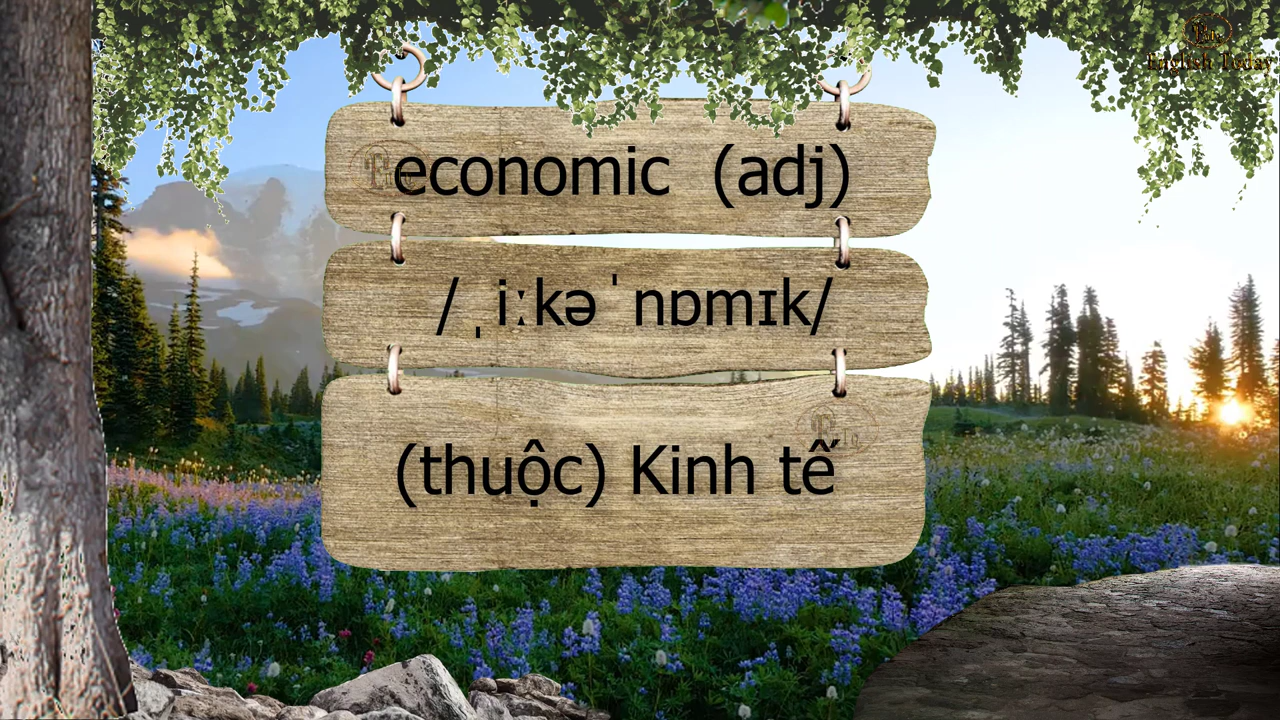 English Today
economic (adj)
/ˌiːkəˈnɒmɪk/
(thuộc) Kinh tế